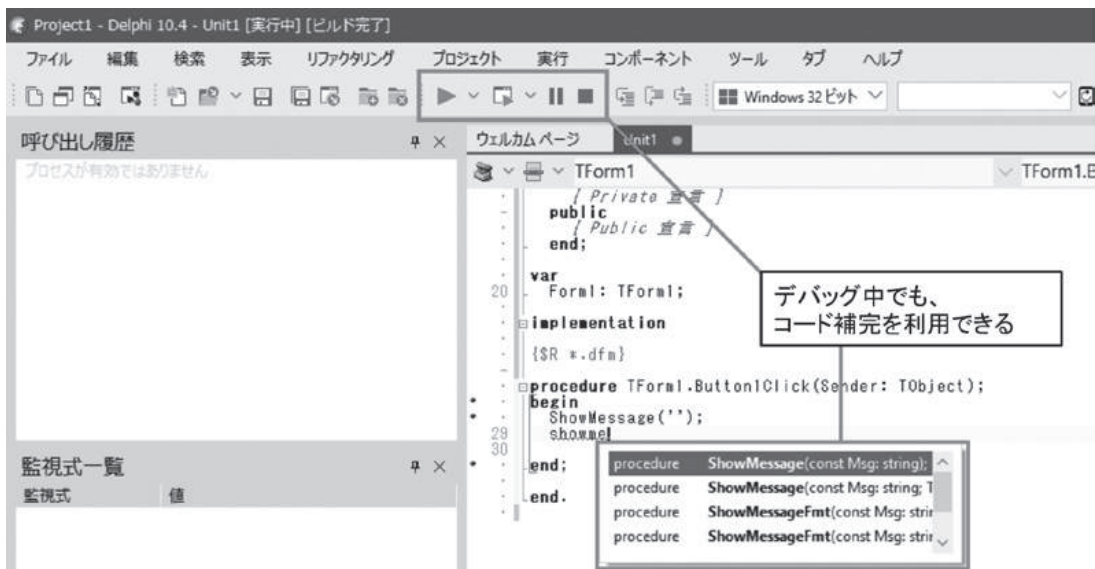 Project1 - Delphi 10.4 - Unit1 [実行中] [ビルド完了]
ファイル 編集 検索 表示 リファクタリング プロジェクト 実行 コンポーネント ツール タブ ヘルプ
Windows 32 ビット
呼び出し履歴
プロセスが有効ではありません
ウェルカム ページ Unit1
TForm1 TForm1.B
{ Private 宣言 }
public
{ Public 宣言 }
end;
var
20 Form1: TForm1;
implementation
{$R *.dfm}
procedure TForm1.Button1Click(Sender: TObject);
begin
ShowMessage('');
29 showme
30
end;
end.
デバッグ中でも、
コード補完を利用できる
procedure ShowMessage(const Msg: string);
procedure ShowMessage(const Msg: string; T
procedure ShowMessageFmt(const Msg: strin
procedure ShowMessageFmt(const Msg: strin
監視式一覧
監視式 値